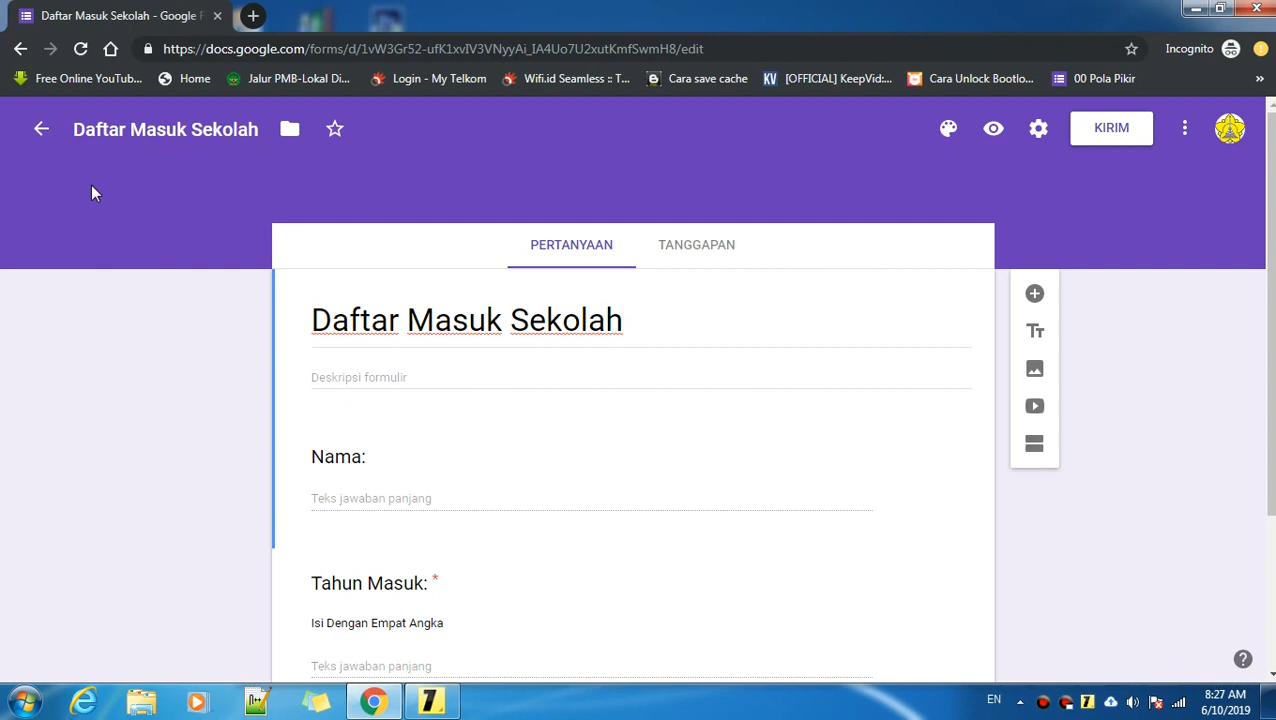 Daftar Masuk Sekolah - Google F
https://docs.google.com/forms/d/1vW3Gr52-ufK1xvIV3VNyyAi_IA4Uo7U2xutKmfSwmH8/edit
Incognito
Free Online YouTub...
Home
Jalur PMB-Lokal Di...
Login - My Telkom
Wifi.id Seamless :: T...
Cara save cache
KV
[OFFICIAL] KeepVid:...
Cara Unlock Bootlo...
00 Pola Pikir
»
Daftar Masuk Sekolah
KIRIM
PERTANYAAN
TANGGAPAN
Daftar Masuk Sekolah
Deskripsi formulir
Tt
Nama:
Teks jawaban panjang
Tahun Masuk: *
Isi Dengan Empat Angka
Teks jawaban panjang
EN
8:27 AM
6/10/2019